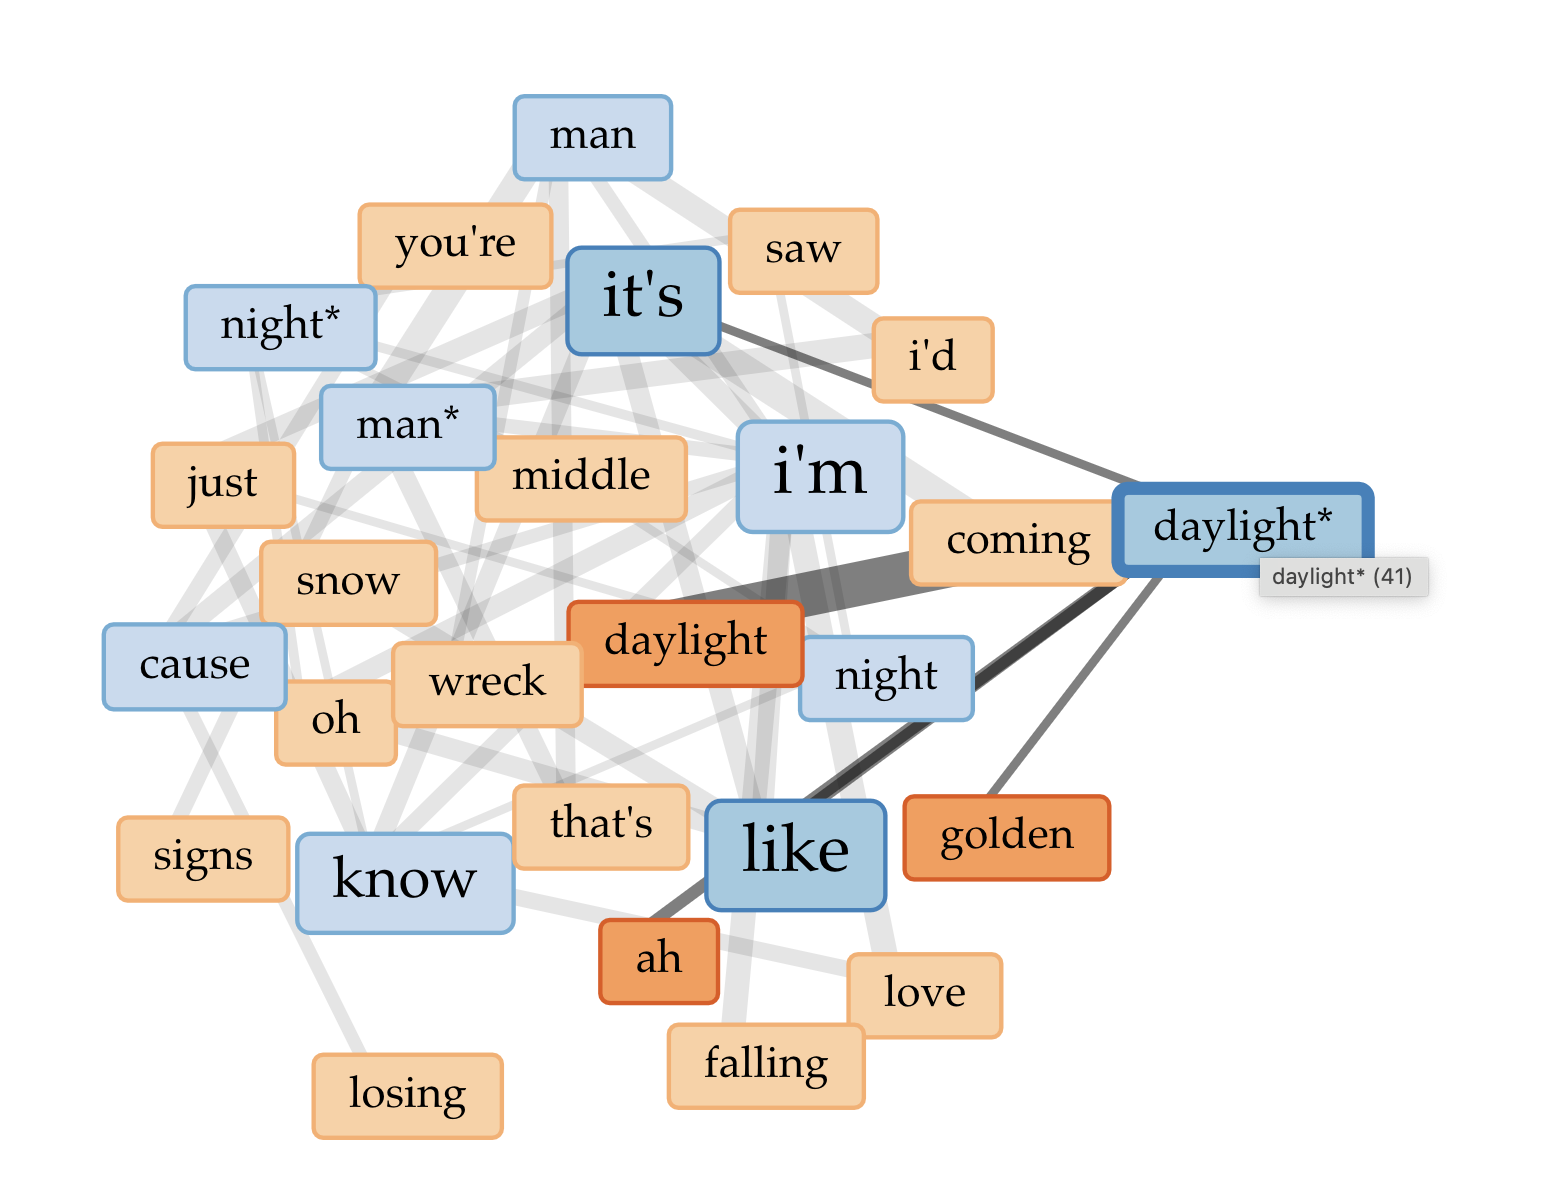 man
you're
saw
it's
night*
i'd
man*
i'm
just
middle
coming
daylight*
daylight* (41)
snow
daylight
cause
wreck
night
oh
that's
golden
signs
know
like
ah
love
falling
losing